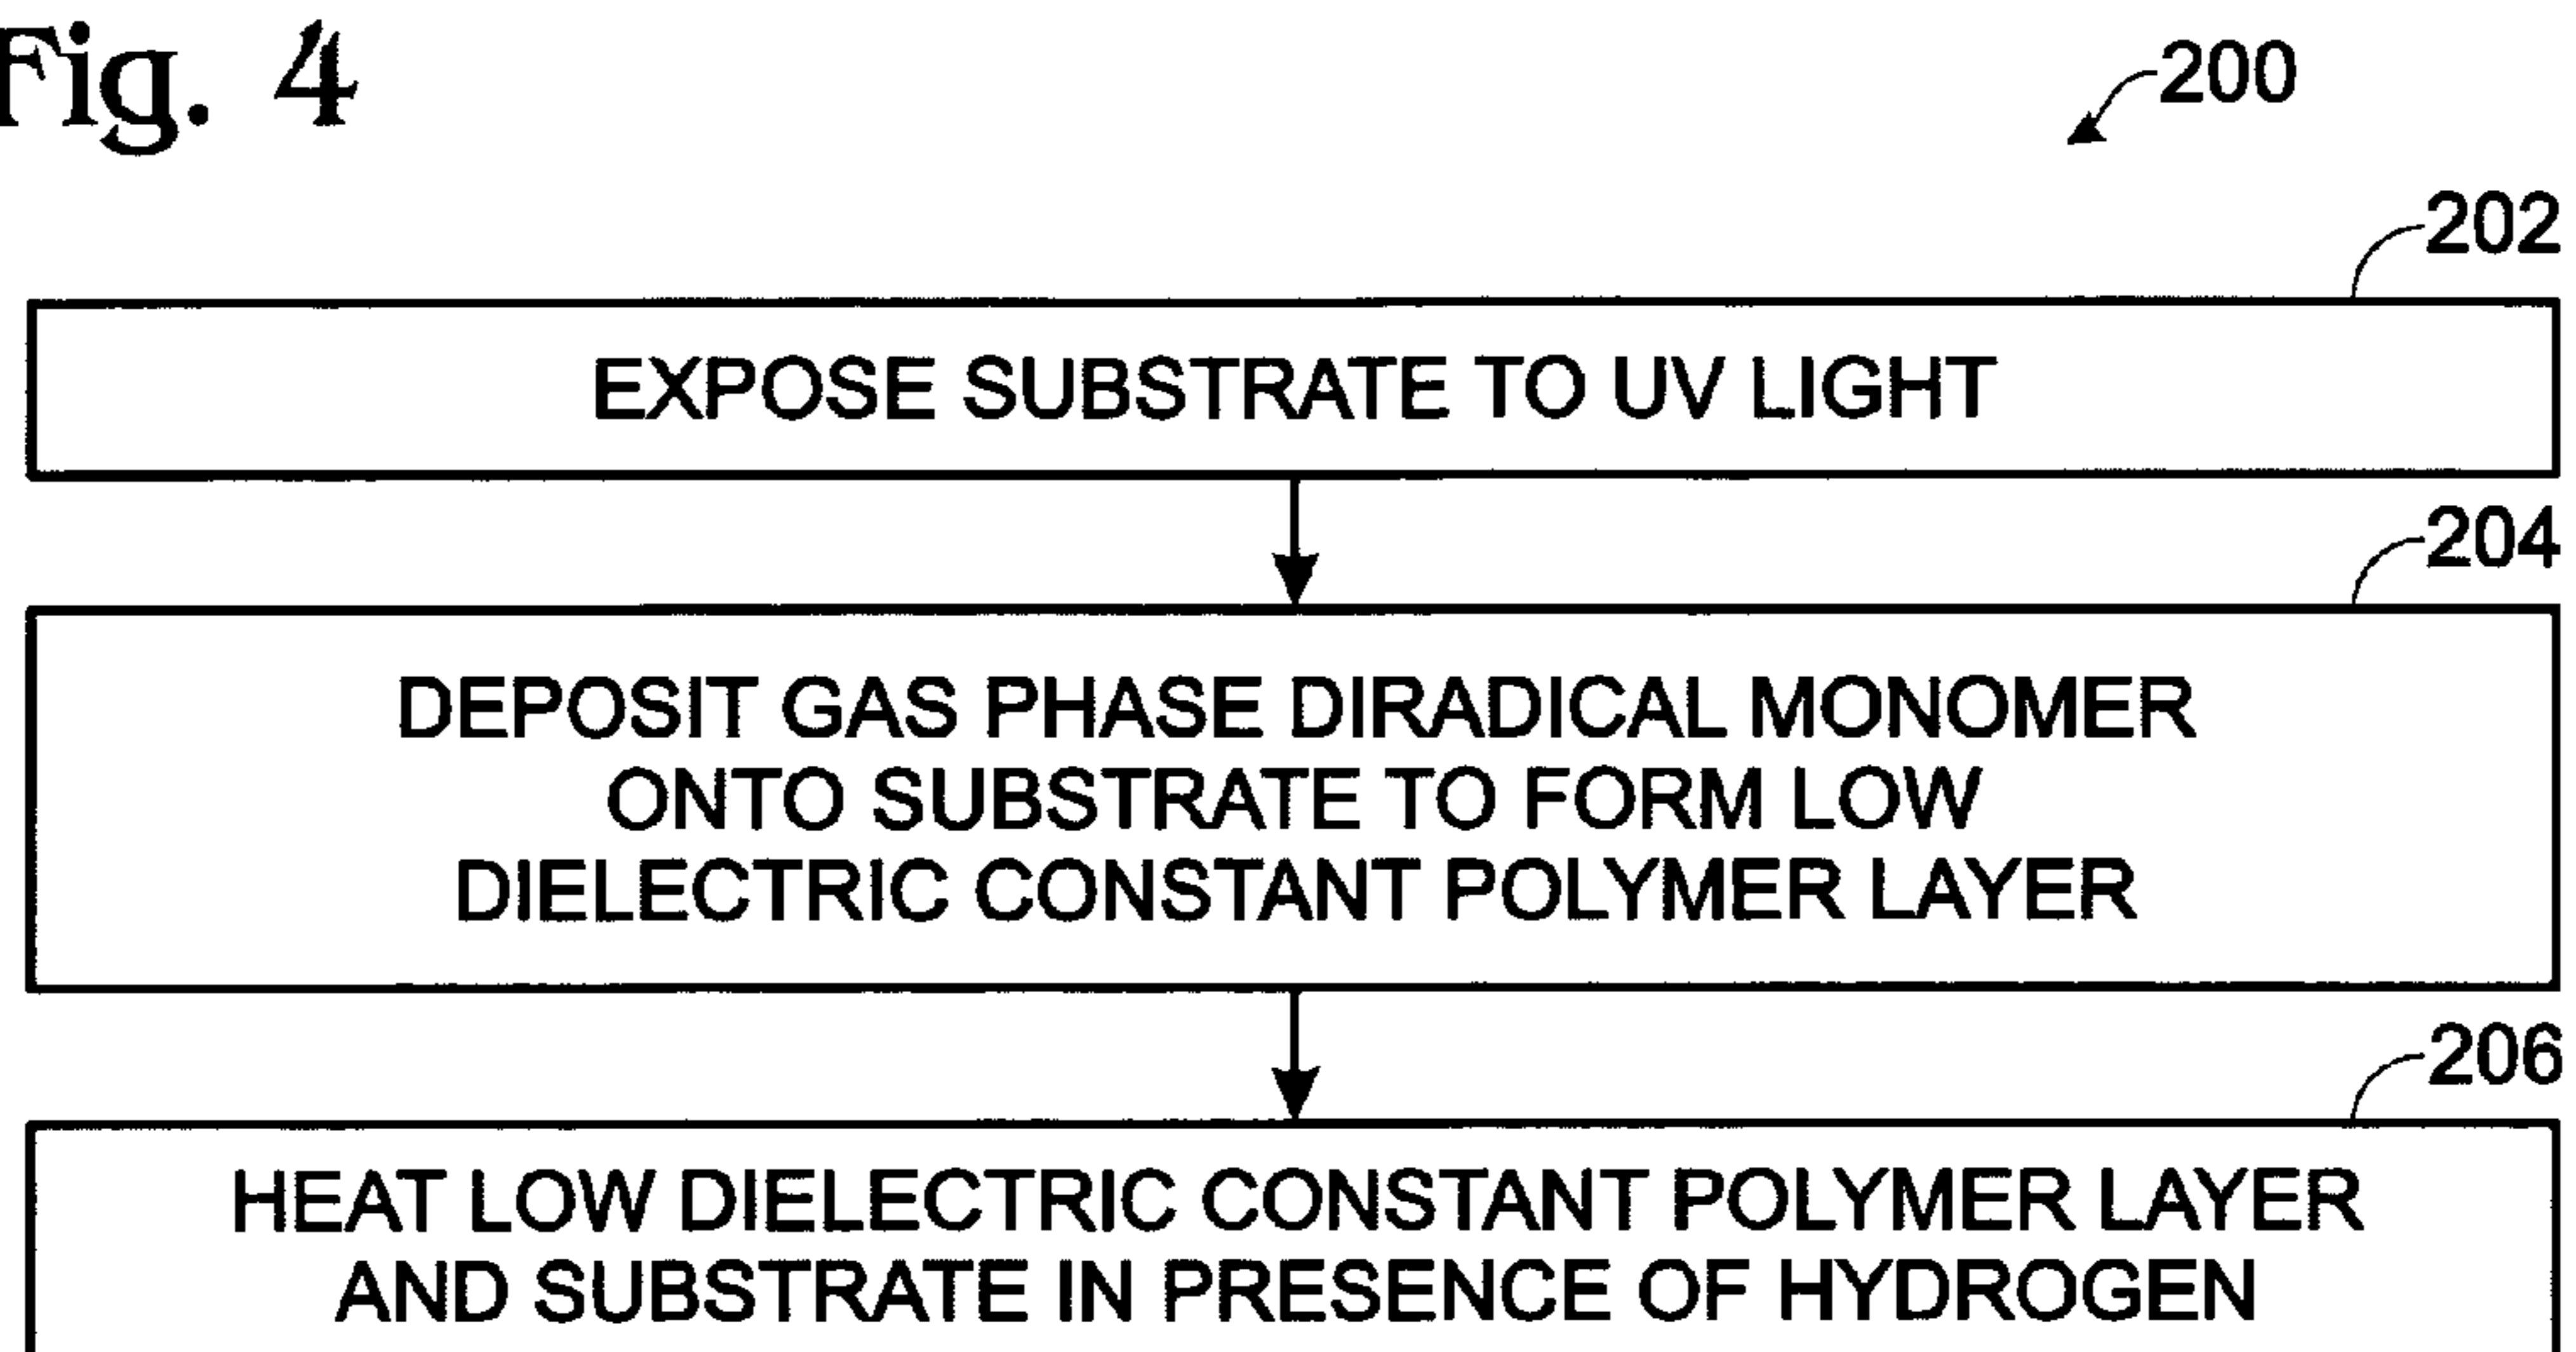 Fig. 4
200
202
EXPOSE SUBSTRATE TO UV LIGHT
204
DEPOSIT GAS PHASE DIRADICAL MONOMER
ONTO SUBSTRATE TO FORM LOW
DIELECTRIC CONSTANT POLYMER LAYER
206
HEAT LOW DIELECTRIC CONSTANT POLYMER LAYER
AND SUBSTRATE IN PRESENCE OF HYDROGEN